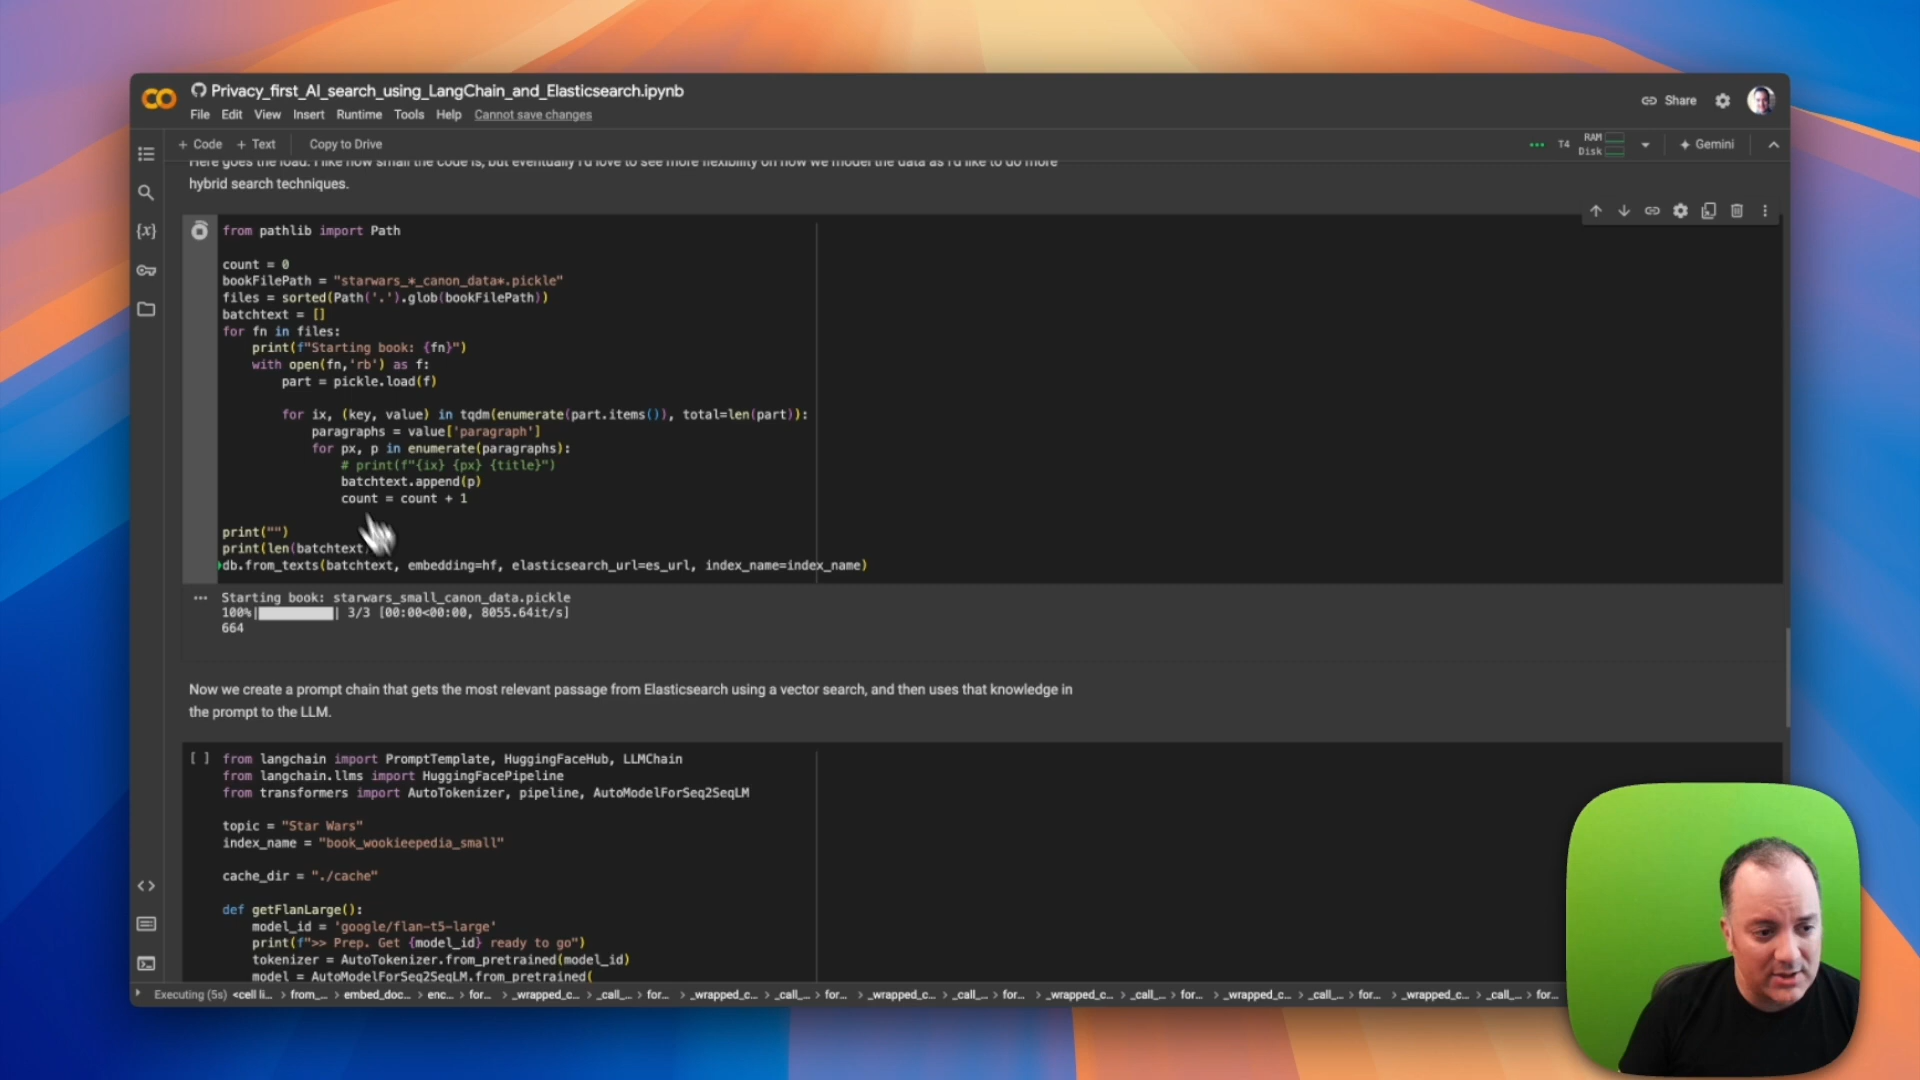 Privacy_first_AI_search_using_LangChain_and_Elasticsearch.ipynb
File Edit View Insert Runtime Tools Help Cannot save changes
Share
+ Code + Text Copy to Drive
T4 RAM Disk Gemini
Here goes the load. I like how small the code is, but eventually I'd love to see more flexibility on how we model the data as I'd like to do more
hybrid search techniques.
from pathlib import Path
count = 0
bookFilePath = "starwars_*_canon_data*.pickle"
files = sorted(Path('.').glob(bookFilePath))
batchtext = []
for fn in files:
print(f"Starting book: {fn}")
with open(fn,'rb') as f:
part = pickle.load(f)
for ix, (key, value) in tqdm(enumerate(part.items()), total=len(part)):
paragraphs = value['paragraph']
for px, p in enumerate(paragraphs):
# print(f"{ix} {px} {title}")
batchtext.append(p)
count = count + 1
print("")
print(len(batchtext
db.from_texts(batchtext, embedding=hf, elasticsearch_url=es_url, index_name=index_name)
Starting book: starwars_small_canon_data.pickle
100%| | 3/3 [00:00<00:00, 8055.64it/s]
664
Now we create a prompt chain that gets the most relevant passage from Elasticsearch using a vector search, and then uses that knowledge in
the prompt to the LLM.
[ ] from langchain import PromptTemplate, HuggingFaceHub, LLMChain
from langchain.llms import HuggingFacePipeline
from transformers import AutoTokenizer, pipeline, AutoModelForSeq2SeqLM
topic = "Star Wars"
index_name = "book_wookieepedia_small"
cache_dir = "./cache"
def getFlanLarge():
model_id = 'google/flan-t5-large'
print(f">> Prep. Get {model_id} ready to go")
tokenizer = AutoTokenizer.from_pretrained(model_id)
model = AutoModelForSeq2SeqLM.from_pretrained(
Executing (5s) <cell li... > from_... > embed_doc... > enc... > for... > _wrapped_c... > _call_... > for... > _wrapped_c... > _call_... > for... > _wrapped_c... > _call_... > for... > _wrapped_c... > _call_... > for... > _wrapped_c... > _call_... > for... > _wrapped_c... > _call_... > for...